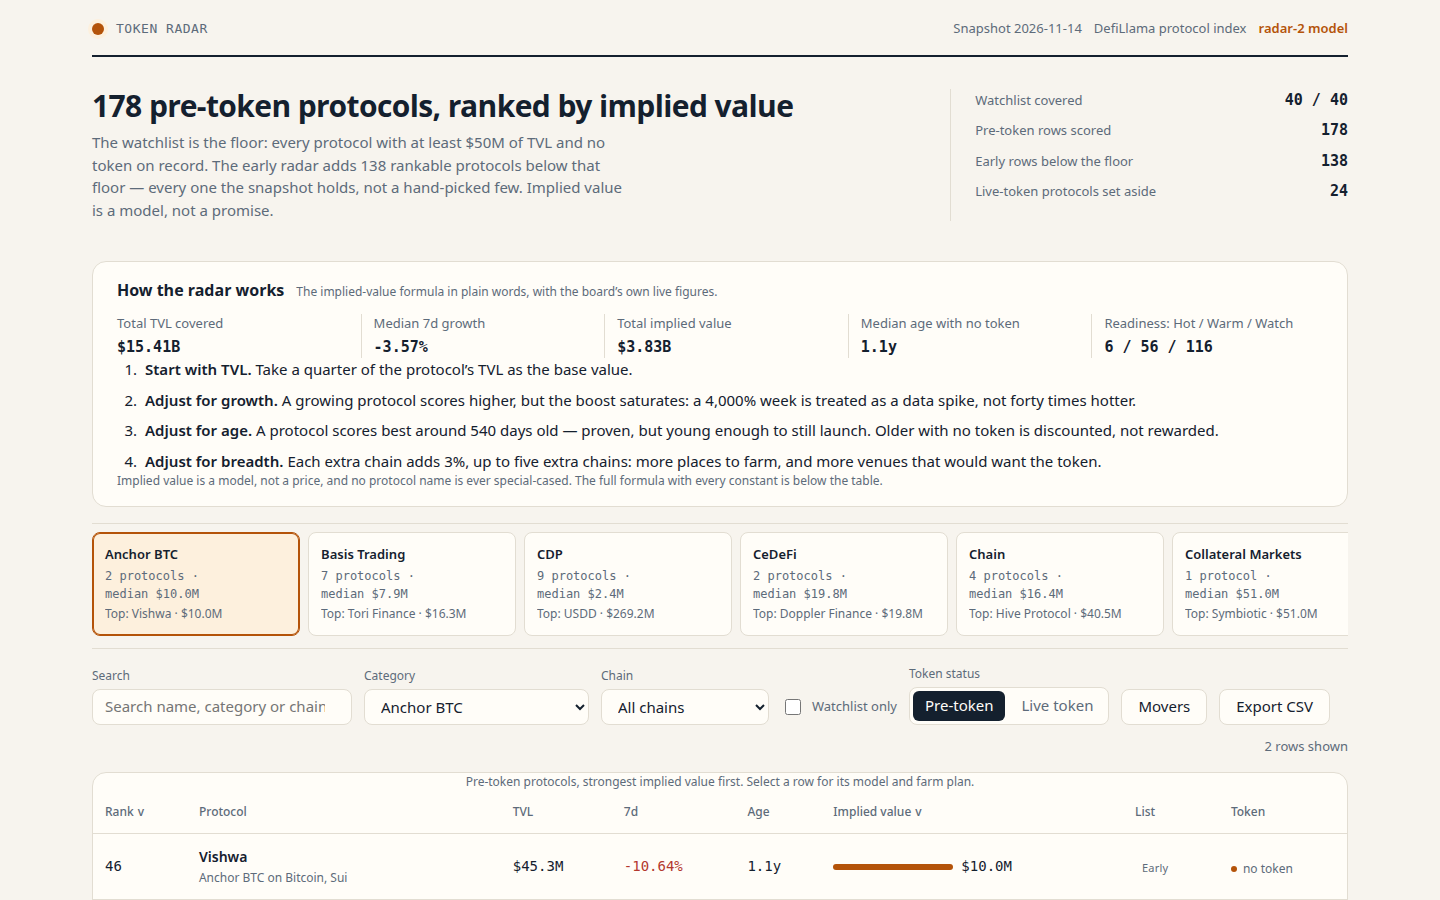 TOKEN RADAR
Snapshot 2026-11-14 DefiLlama protocol index radar-2 model
178 pre-token protocols, ranked by implied value
The watchlist is the floor: every protocol with at least $50M of TVL and no
token on record. The early radar adds 138 rankable protocols below that
floor — every one the snapshot holds, not a hand-picked few. Implied value
is a model, not a promise.
Watchlist covered 40 / 40
Pre-token rows scored 178
Early rows below the floor 138
Live-token protocols set aside 24
How the radar works The implied-value formula in plain words, with the board's own live figures.
Total TVL covered
$15.41B
Median 7d growth
-3.57%
Total implied value
$3.83B
Median age with no token
1.1y
Readiness: Hot / Warm / Watch
6 / 56 / 116
1. Start with TVL. Take a quarter of the protocol's TVL as the base value.
2. Adjust for growth. A growing protocol scores higher, but the boost saturates: a 4,000% week is treated as a data spike, not forty times hotter.
3. Adjust for age. A protocol scores best around 540 days old — proven, but young enough to still launch. Older with no token is discounted, not rewarded.
4. Adjust for breadth. Each extra chain adds 3%, up to five extra chains: more places to farm, and more venues that would want the token.
Implied value is a model, not a price, and no protocol name is ever special-cased. The full formula with every constant is below the table.
Anchor BTC
2 protocols ·
median $10.0M
Top: Vishwa · $10.0M
Basis Trading
7 protocols ·
median $7.9M
Top: Tori Finance · $16.3M
CDP
9 protocols ·
median $2.4M
Top: USDD · $269.2M
CeDeFi
2 protocols ·
median $19.8M
Top: Doppler Finance · $19.8M
Chain
4 protocols ·
median $16.4M
Top: Hive Protocol · $40.5M
Collateral Markets
1 protocol ·
median $51.0M
Top: Symbiotic · $51.0M
Search
Search name, category or chain
Category
Anchor BTC
Chain
All chains
Watchlist only
Token status
Pre-token Live token
Movers
Export CSV
2 rows shown
Pre-token protocols, strongest implied value first. Select a row for its model and farm plan.
Rank v Protocol TVL 7d Age Implied value v List Token
46 Vishwa $45.3M -10.64% 1.1y $10.0M Early no token
Anchor BTC on Bitcoin, Sui